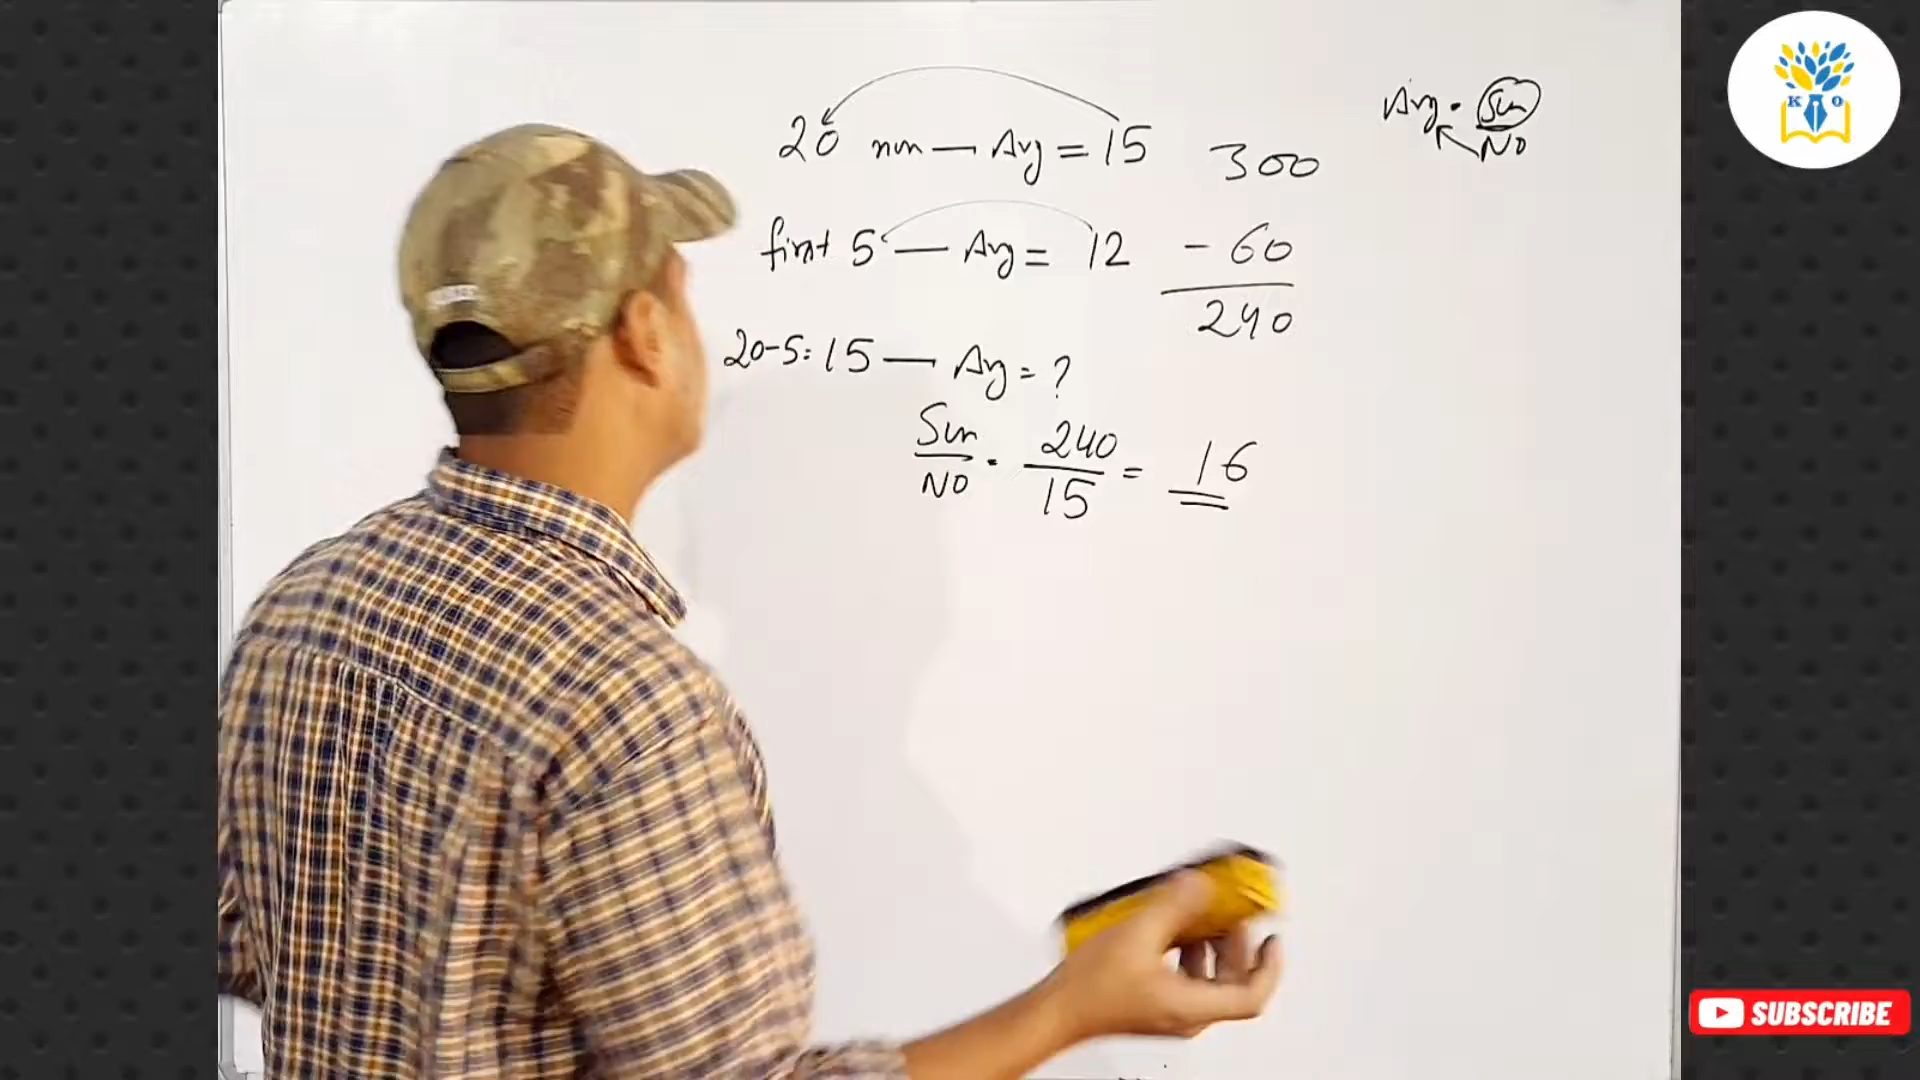 20 num — Avg = 15 300
Avg = Sum
No
first 5 — Avg = 12 - 60
240
20-5=15 — Avg = ?
Sum
No
= 240
15
= 16
K O
SUBSCRIBE